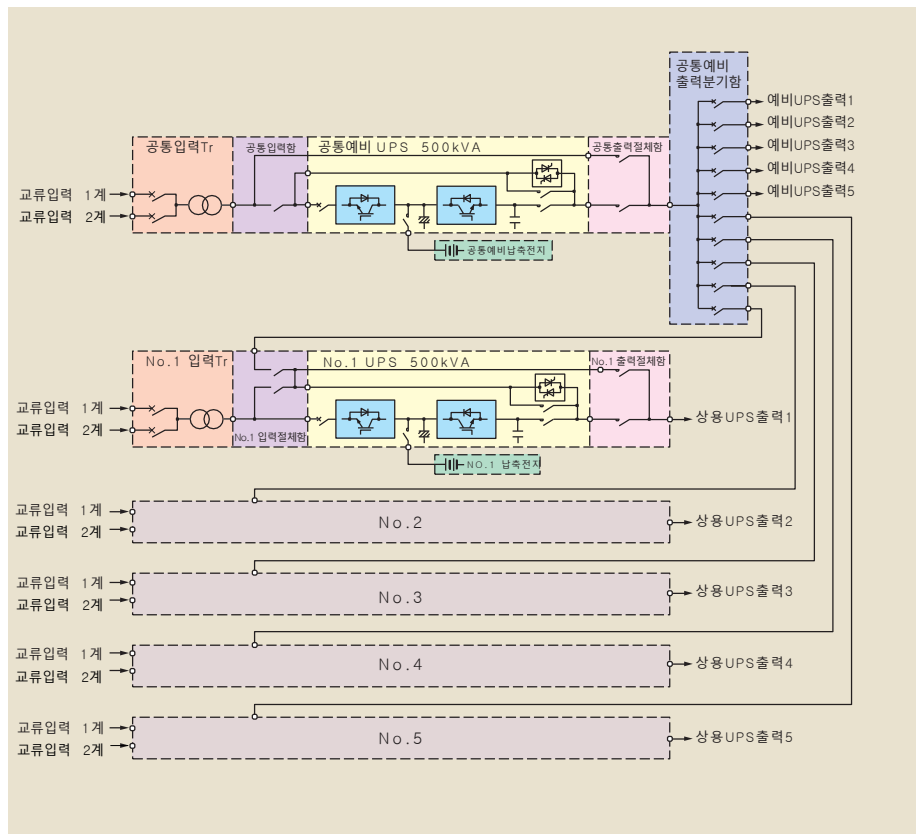 공통예비
출력분기함
예비UPS출력1
예비UPS출력2
예비UPS출력3
예비UPS출력4
예비UPS출력5
공통입력Tr
공통입력함
공통예비 UPS 500kVA
공통출력절체함
교류입력 1계
교류입력 2계
공통예비납축전지
No.1 입력Tr
No.1 UPS 500kVA
No.1 출력절체함
교류입력 1계
교류입력 2계
상용UPS출력1
No.1 입력절체함
NO.1 납축전지
교류입력 1계
교류입력 2계
No.2
상용UPS출력2
교류입력 1계
교류입력 2계
No.3
상용UPS출력3
교류입력 1계
교류입력 2계
No.4
상용UPS출력4
교류입력 1계
교류입력 2계
No.5
상용UPS출력5